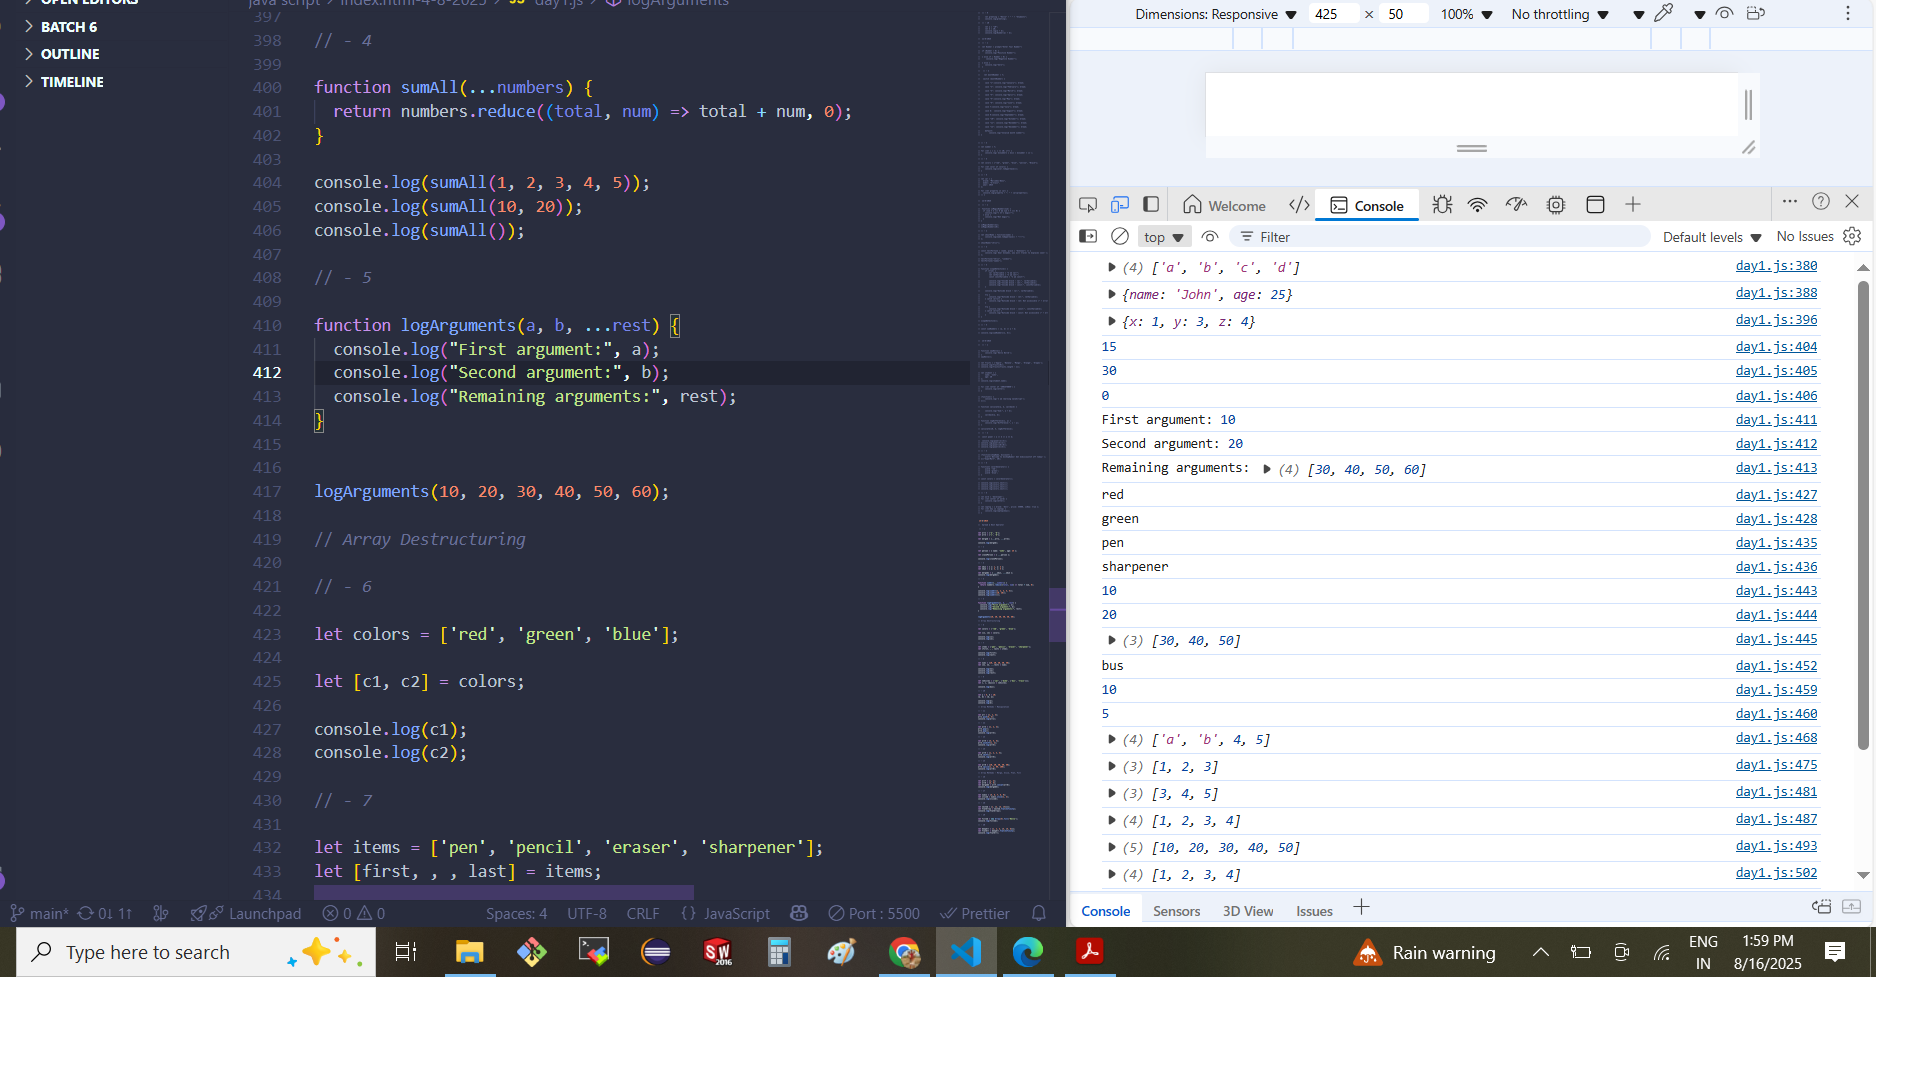 OPEN EDITORS
BATCH 6
OUTLINE
TIMELINE
java script > index.html-4-8-2025 > JS day1.js > logArguments
397
398 // - 4
399
400 function sumAll(...numbers) {
401 return numbers.reduce((total, num) => total + num, 0);
402 }
403
404 console.log(sumAll(1, 2, 3, 4, 5));
405 console.log(sumAll(10, 20));
406 console.log(sumAll());
407
408 // - 5
409
410 function logArguments(a, b, ...rest) {
411 console.log("First argument:", a);
412 console.log("Second argument:", b);
413 console.log("Remaining arguments:", rest);
414 }
415
416
417 logArguments(10, 20, 30, 40, 50, 60);
418
419 // Array Destructuring
420
421 // - 6
422
423 let colors = ['red', 'green', 'blue'];
424
425 let [c1, c2] = colors;
426
427 console.log(c1);
428 console.log(c2);
429
430 // - 7
431
432 let items = ['pen', 'pencil', 'eraser', 'sharpener'];
433 let [first, , , last] = items;
434
main* 0↓ 1↑ Launchpad 0 0 Spaces: 4 UTF-8 CRLF {} JavaScript Port : 5500 Prettier
Dimensions: Responsive 425 × 50 100% No throttling
Welcome Console
top Filter Default levels No Issues
(4) ['a', 'b', 'c', 'd'] day1.js:380
{name: 'John', age: 25} day1.js:388
{x: 1, y: 3, z: 4} day1.js:396
15 day1.js:404
30 day1.js:405
0 day1.js:406
First argument: 10 day1.js:411
Second argument: 20 day1.js:412
Remaining arguments: (4) [30, 40, 50, 60] day1.js:413
red day1.js:427
green day1.js:428
pen day1.js:435
sharpener day1.js:436
10 day1.js:443
20 day1.js:444
(3) [30, 40, 50] day1.js:445
bus day1.js:452
10 day1.js:459
5 day1.js:460
(4) ['a', 'b', 4, 5] day1.js:468
(3) [1, 2, 3] day1.js:475
(3) [3, 4, 5] day1.js:481
(4) [1, 2, 3, 4] day1.js:487
(5) [10, 20, 30, 40, 50] day1.js:493
(4) [1, 2, 3, 4] day1.js:502
Console Sensors 3D View Issues
Type here to search
SW 2016
Rain warning
ENG
IN
1:59 PM
8/16/2025